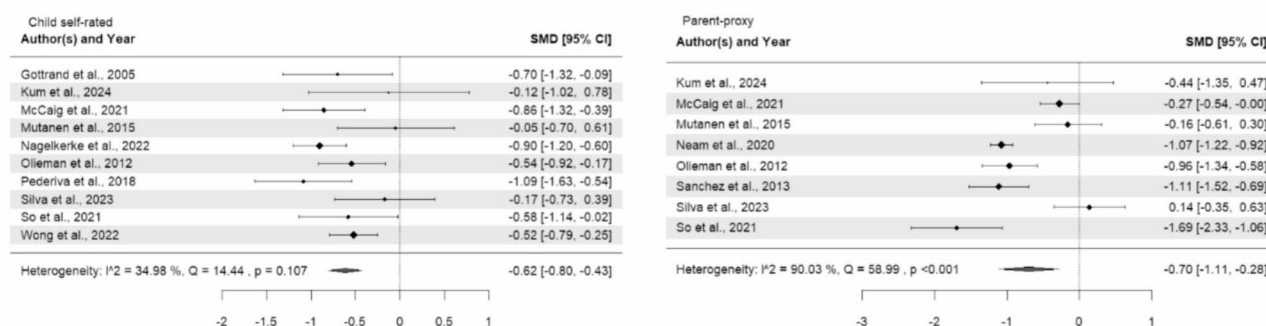 Child self-rated
Author(s) and Year SMD [95% CI]
Gottrand et al., 2005 -0.70 [-1.32, -0.09]
Kum et al., 2024 -0.12 [-1.02, 0.78]
McCaig et al., 2021 -0.86 [-1.32, -0.39]
Mutanen et al., 2015 -0.05 [-0.70, 0.61]
Nagelkerke et al., 2022 -0.90 [-1.20, -0.60]
Olieman et al., 2012 -0.54 [-0.92, -0.17]
Pederiva et al., 2018 -1.09 [-1.63, -0.54]
Silva et al., 2023 -0.17 [-0.73, 0.39]
So et al., 2021 -0.58 [-1.14, -0.02]
Wong et al., 2022 -0.52 [-0.79, -0.25]
Heterogeneity: I^2 = 34.98 %, Q = 14.44 , p = 0.107 -0.62 [-0.80, -0.43]
-2 -1.5 -1 -0.5 0 0.5 1
Parent-proxy
Author(s) and Year SMD [95% CI]
Kum et al., 2024 -0.44 [-1.35, 0.47]
McCaig et al., 2021 -0.27 [-0.54, -0.00]
Mutanen et al., 2015 -0.16 [-0.61, 0.30]
Neam et al., 2020 -1.07 [-1.22, -0.92]
Olieman et al., 2012 -0.96 [-1.34, -0.58]
Sanchez et al., 2013 -1.11 [-1.52, -0.69]
Silva et al., 2023 0.14 [-0.35, 0.63]
So et al., 2021 -1.69 [-2.33, -1.06]
Heterogeneity: I^2 = 90.03 %, Q = 58.99 , p <0.001 -0.70 [-1.11, -0.28]
-3 -2 -1 0 1